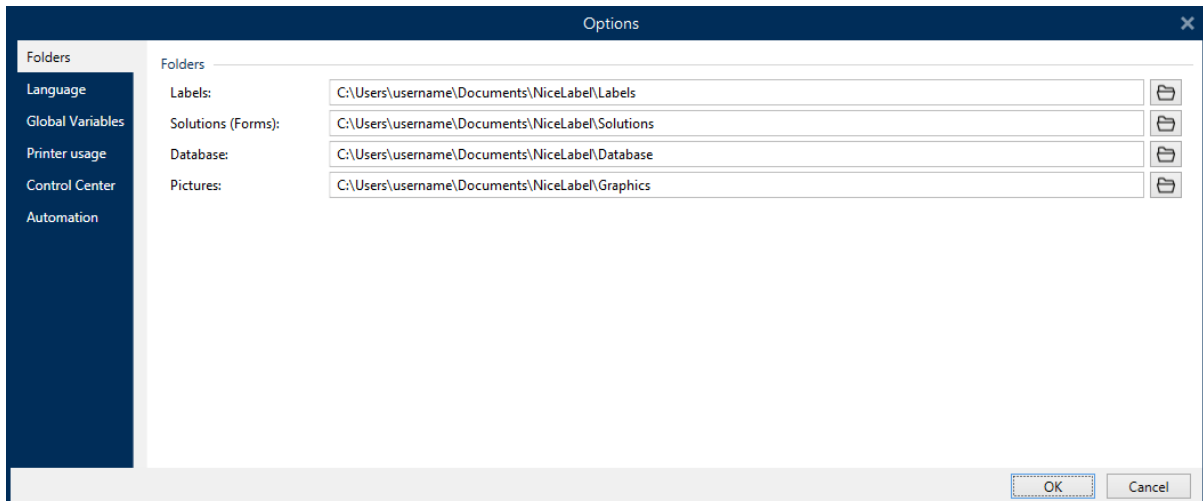 Options
Folders
Language
Global Variables
Printer usage
Control Center
Automation
Folders
Labels: C:\Users\username\Documents\NiceLabel\Labels
Solutions (Forms): C:\Users\username\Documents\NiceLabel\Solutions
Database: C:\Users\username\Documents\NiceLabel\Database
Pictures: C:\Users\username\Documents\NiceLabel\Graphics
OK Cancel